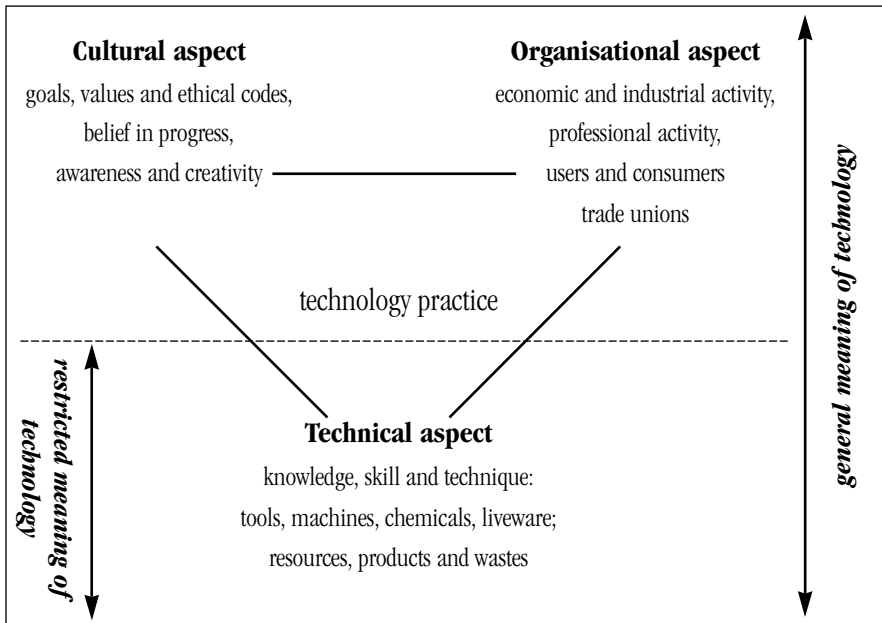 Cultural aspect
goals, values and ethical codes,
belief in progress,
awareness and creativity
Organisational aspect
economic and industrial activity,
professional activity,
users and consumers
trade unions
technology practice
Technical aspect
knowledge, skill and technique:
tools, machines, chemicals, liveware;
resources, products and wastes
restricted meaning of
technology
general meaning of technology